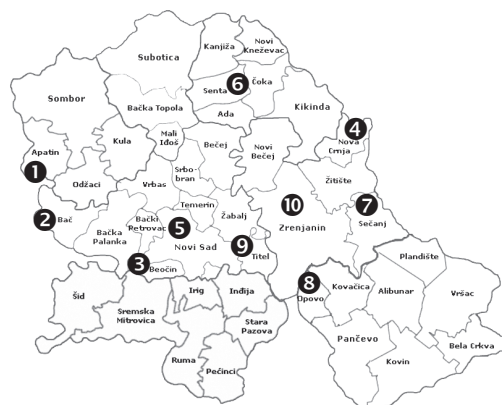 Subotica
Kanjiža
Novi
Kneževac
Sombor
Bačka Topola
Senta
6
Čoka
Ada
Kikinda
Apatin
1
Kula
Mali
Iđoš
Bečej
Novi
Bečej
4
Nova
Crnja
Odžaci
Vrbas
Srbo-
bran
Žitište
2
Bač
Bačka
Palanka
Bački
Petrovac
Temerin
5
Novi Sad
Žabalj
9
Titel
10
Zrenjanin
7
Sečanj
3
Beočin
Šid
Sremska
Mitrovica
Irig
Inđija
Stara
Pazova
Ruma
Pećinci
8
Opovo
Kovačica
Alibunar
Plandište
Vršac
Pančevo
Kovin
Bela Crkva